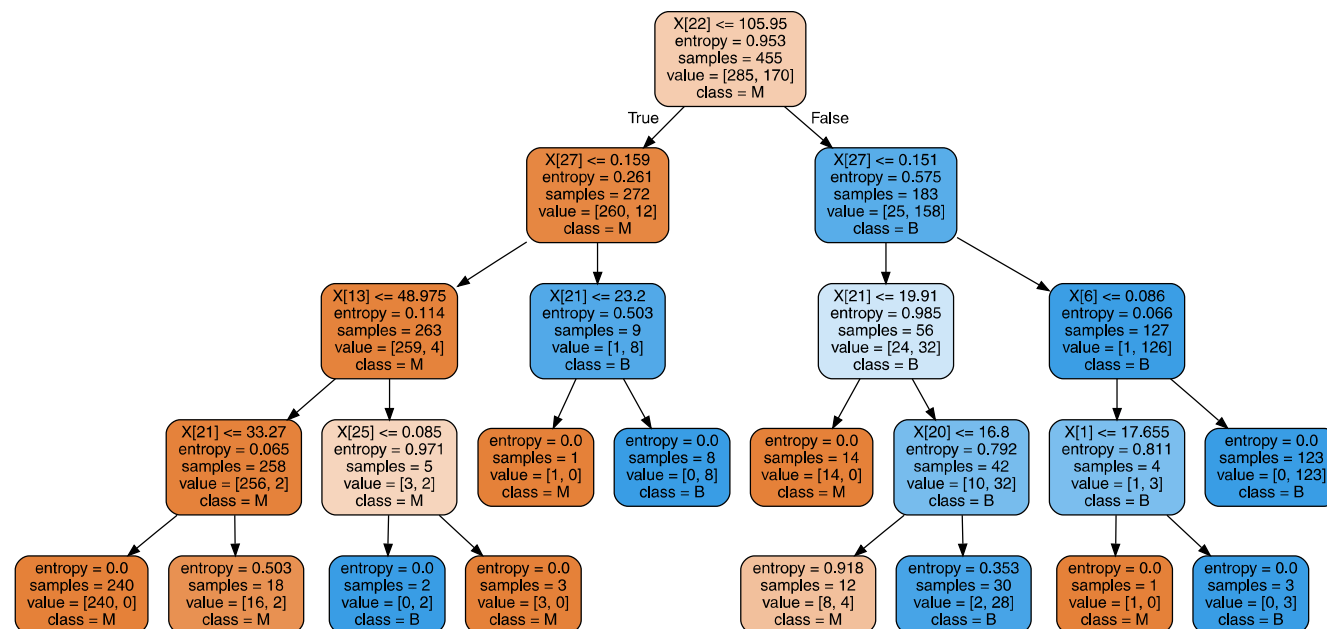 X[22] <= 105.95
entropy = 0.953
samples = 455
value = [285, 170]
class = M
True
False
X[27] <= 0.159
entropy = 0.261
samples = 272
value = [260, 12]
class = M
X[27] <= 0.151
entropy = 0.575
samples = 183
value = [25, 158]
class = B
X[13] <= 48.975
entropy = 0.114
samples = 263
value = [259, 4]
class = M
X[21] <= 23.2
entropy = 0.503
samples = 9
value = [1, 8]
class = B
X[21] <= 19.91
entropy = 0.985
samples = 56
value = [24, 32]
class = B
X[6] <= 0.086
entropy = 0.066
samples = 127
value = [1, 126]
class = B
X[21] <= 33.27
entropy = 0.065
samples = 258
value = [256, 2]
class = M
X[25] <= 0.085
entropy = 0.971
samples = 5
value = [3, 2]
class = M
entropy = 0.0
samples = 1
value = [1, 0]
class = M
entropy = 0.0
samples = 8
value = [0, 8]
class = B
entropy = 0.0
samples = 14
value = [14, 0]
class = M
X[20] <= 16.8
entropy = 0.792
samples = 42
value = [10, 32]
class = B
X[1] <= 17.655
entropy = 0.811
samples = 4
value = [1, 3]
class = B
entropy = 0.0
samples = 123
value = [0, 123]
class = B
entropy = 0.0
samples = 240
value = [240, 0]
class = M
entropy = 0.503
samples = 18
value = [16, 2]
class = M
entropy = 0.0
samples = 2
value = [0, 2]
class = B
entropy = 0.0
samples = 3
value = [3, 0]
class = M
entropy = 0.918
samples = 12
value = [8, 4]
class = M
entropy = 0.353
samples = 30
value = [2, 28]
class = B
entropy = 0.0
samples = 1
value = [1, 0]
class = M
entropy = 0.0
samples = 3
value = [0, 3]
class = B